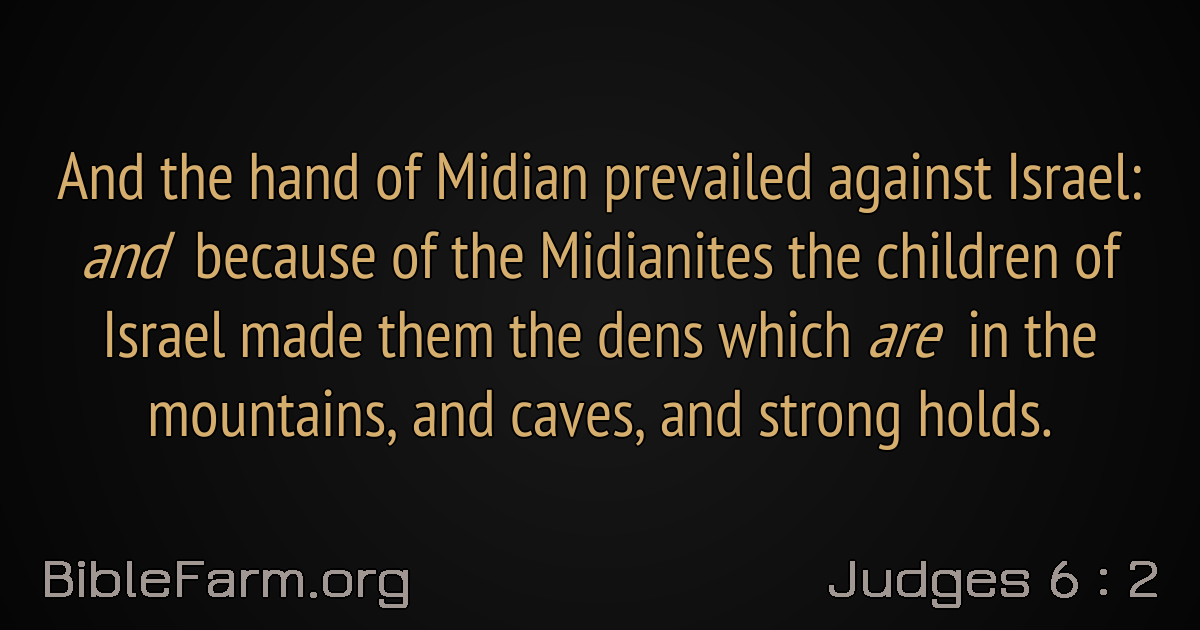 And the hand of Midian prevailed against Israel:
and because of the Midianites the children of
Israel made them the dens which are in the
mountains, and caves, and strong holds.
BibleFarm.org
Judges 6 : 2